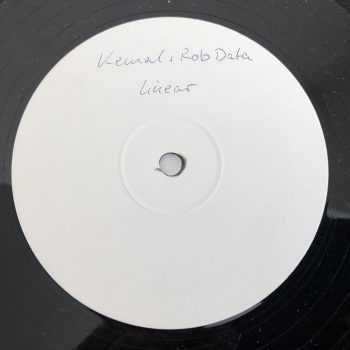 Kemal + Rob Data
Linear